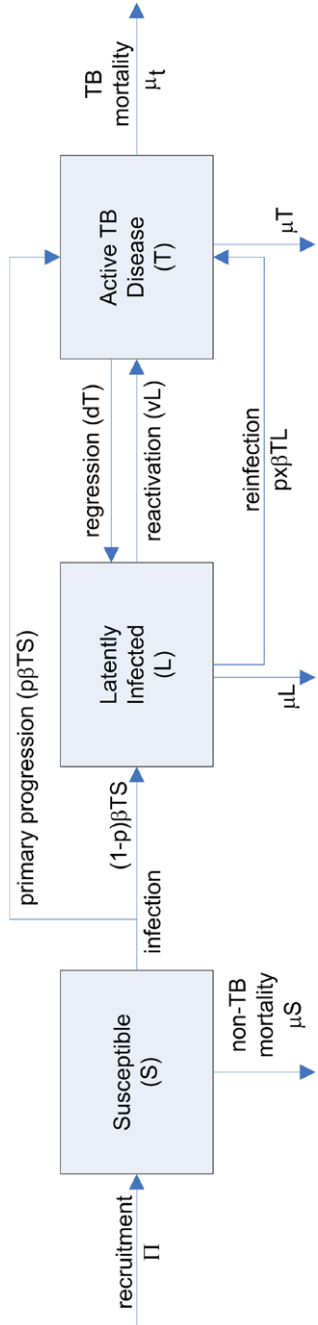 recruitment
Π
Susceptible
(S)
non-TB
mortality
μS
infection
(1-p)βTS
primary progression (pβTS)
Latently
Infected
(L)
μL
regression (dT)
reactivation (vL)
reinfection
pxβTL
Active TB
Disease
(T)
μT
TB
mortality
μt